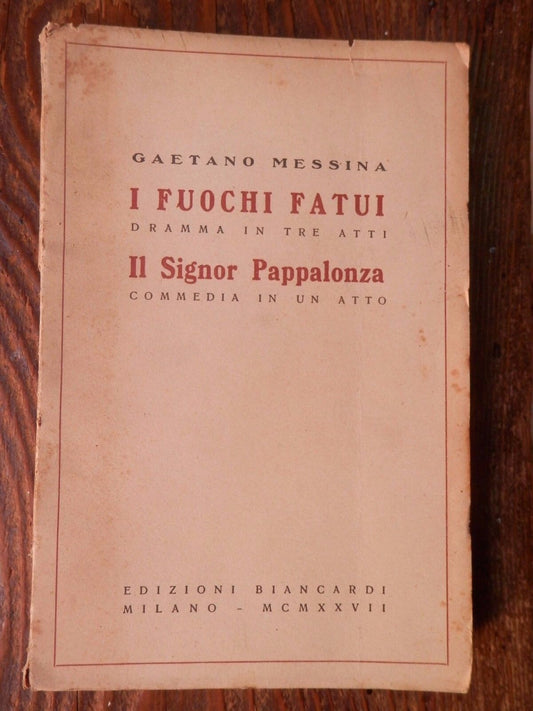 GAETANO MESSINA
I FUOCHI FATUI
DRAMMA IN TRE ATTI
Il Signor Pappalonza
COMMEDIA IN UN ATTO
EDIZIONI BIANCARDI
MILANO - MCMXXVII